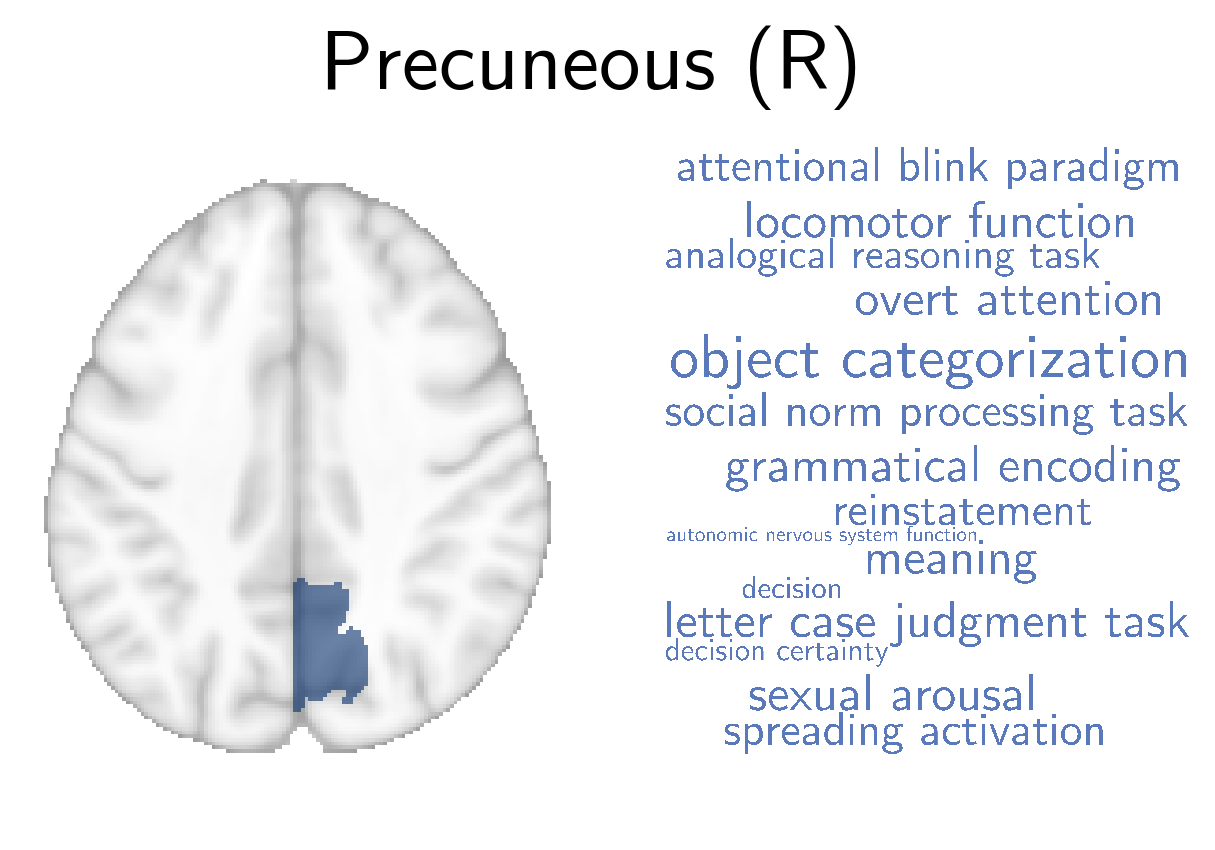 Precuneous (R)
attentional blink paradigm
locomotor function
analogical reasoning task
overt attention
object categorization
social norm processing task
grammatical encoding
reinstatement
autonomic nervous system function
meaning
decision
letter case judgment task
decision certainty
sexual arousal
spreading activation